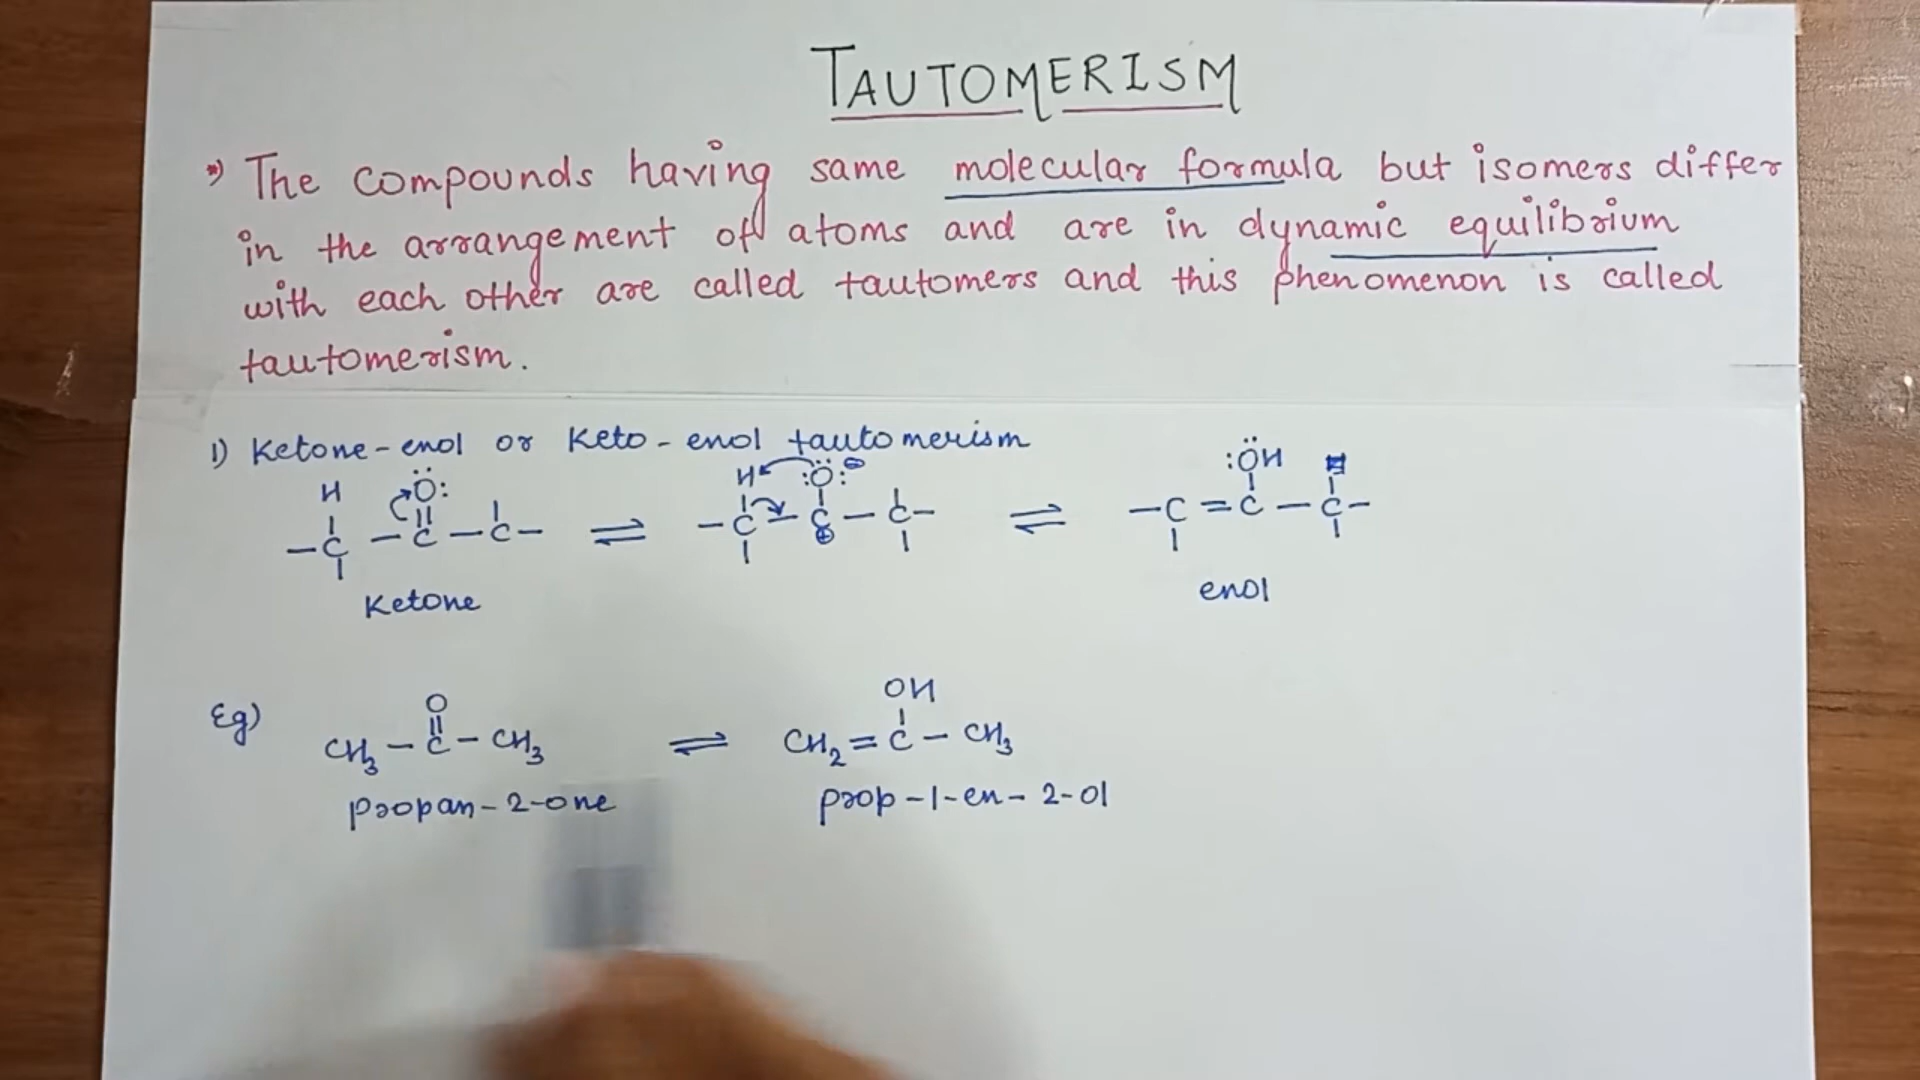 TAUTOMERISM
*) The compounds having same molecular formula but isomers differ
in the arrangement of atoms and are in dynamic equilibrium
with each other are called tautomers and this phenomenon is called
tautomerism.
1) Ketone-enol or Keto-enol tautomerism
H :Ö: H :Ö:⊖ :ÖH
| || | | | | | |
—C —C—C— ⇌ —C—C—C— ⇌ —C=C—C—
| | ⊕ | | |
Ketone enol
O OH
Eg) CH₃—C—CH₃ ⇌ CH₂=C—CH₃
propan-2-one prop-1-en-2-ol